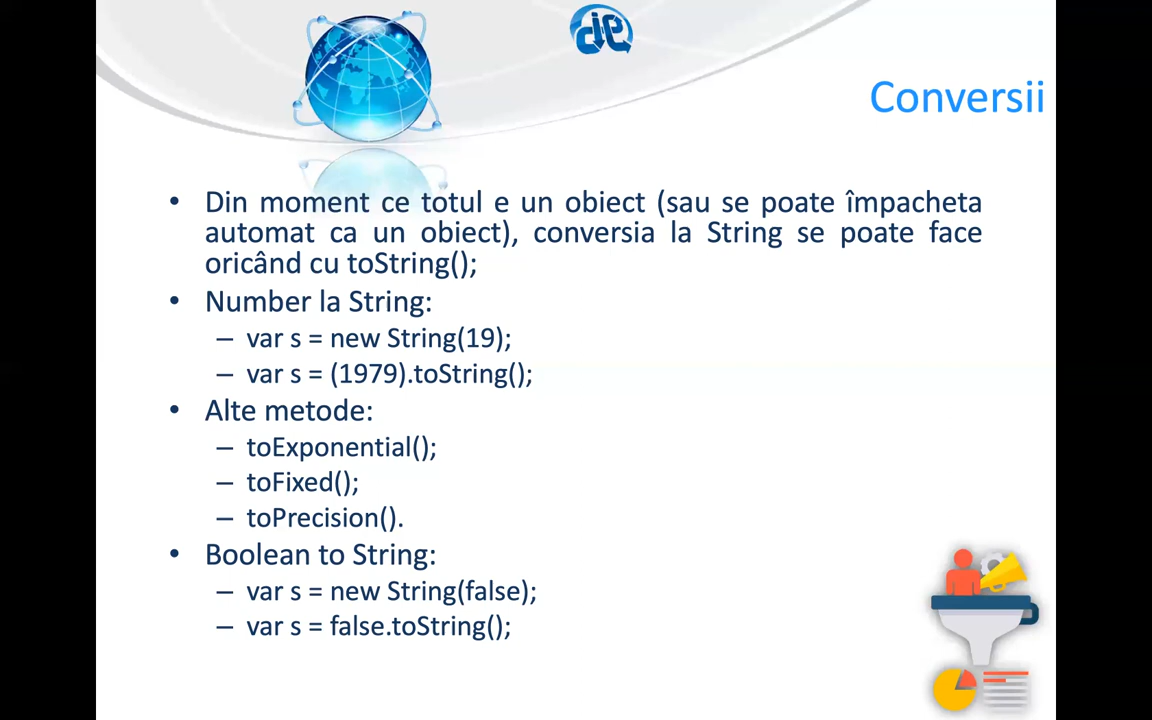 Conversii
• Din moment ce totul e un obiect (sau se poate împacheta
automat ca un obiect), conversia la String se poate face
oricând cu toString();
• Number la String:
– var s = new String(19);
– var s = (1979).toString();
• Alte metode:
– toExponential();
– toFixed();
– toPrecision().
• Boolean to String:
– var s = new String(false);
– var s = false.toString();